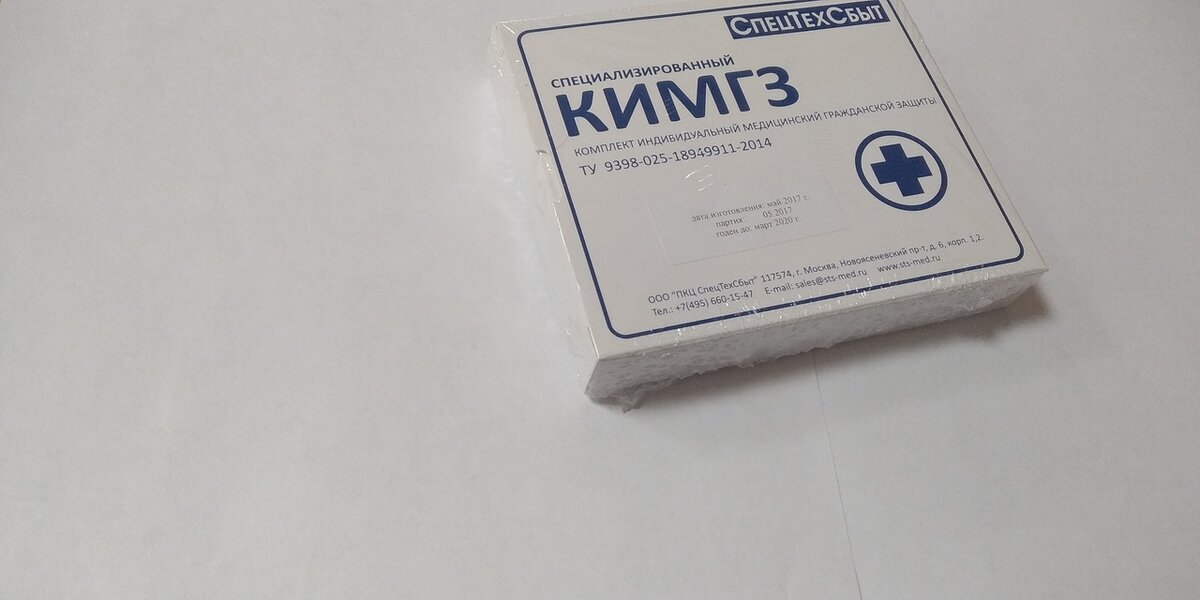 СПЕЦТЕХСБЫТ
СПЕЦИАЛИЗИРОВАННЫЙ
КИМГЗ
КОМПЛЕКТ ИНДИВИДУАЛЬНЫЙ МЕДИЦИНСКИЙ ГРАЖДАНСКОЙ ЗАЩИТЫ
ТУ 9398-025-18949911-2014
дата изготовления: май 2017 г.
партия: 05 2017
годен до: март 2020 г.
ООО "ПКЦ СпецТехСбыт" 117574, г. Москва, Новоясеневский пр-т, д. 6, корп. 1,2
Тел.: +7(495) 660-15-47 E-mail: sales@sts-med.ru www.sts-med.ru